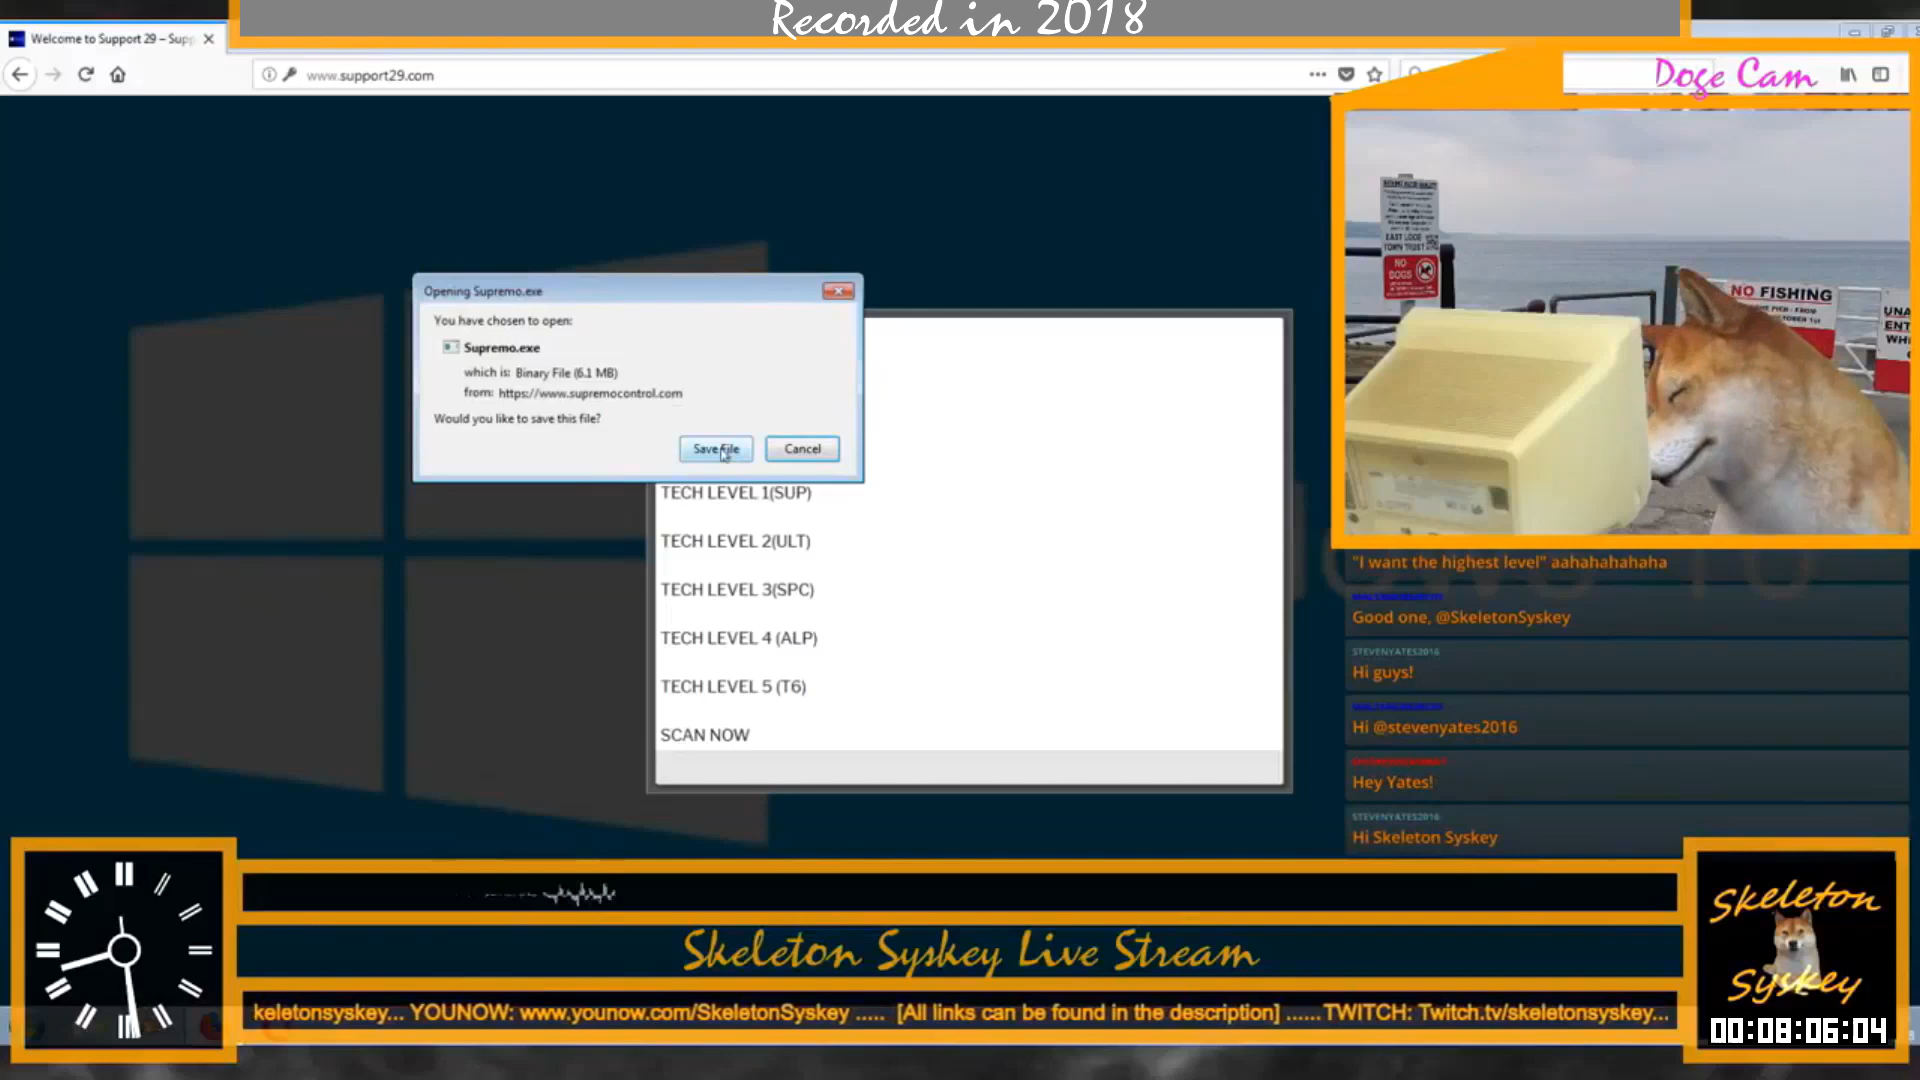 Recorded in 2018
Welcome to Support 29 – Supp
www.support29.com
Doge Cam
Opening Supremo.exe
You have chosen to open:
Supremo.exe
which is: Binary File (6.1 MB)
from: https://www.supremocontrol.com
Would you like to save this file?
Save File
Cancel
TECH LEVEL 1(SUP)
TECH LEVEL 2(ULT)
TECH LEVEL 3(SPC)
TECH LEVEL 4 (ALP)
TECH LEVEL 5 (T6)
SCAN NOW
EAST LOOE
TOWN TRUST
NO
DOGS
NO FISHING
"I want the highest level" aahahahahaha
Good one, @SkeletonSyskey
STEVENYATES2016
Hi guys!
Hi @stevenyates2016
Hey Yates!
STEVENYATES2016
Hi Skeleton Syskey
Skeleton Syskey Live Stream
keletonsyskey... YOUNOW: www.younow.com/SkeletonSyskey ..... [All links can be found in the description] ......TWITCH: Twitch.tv/skeletonsyskey...
Skeleton
Syskey
00:08:06:04